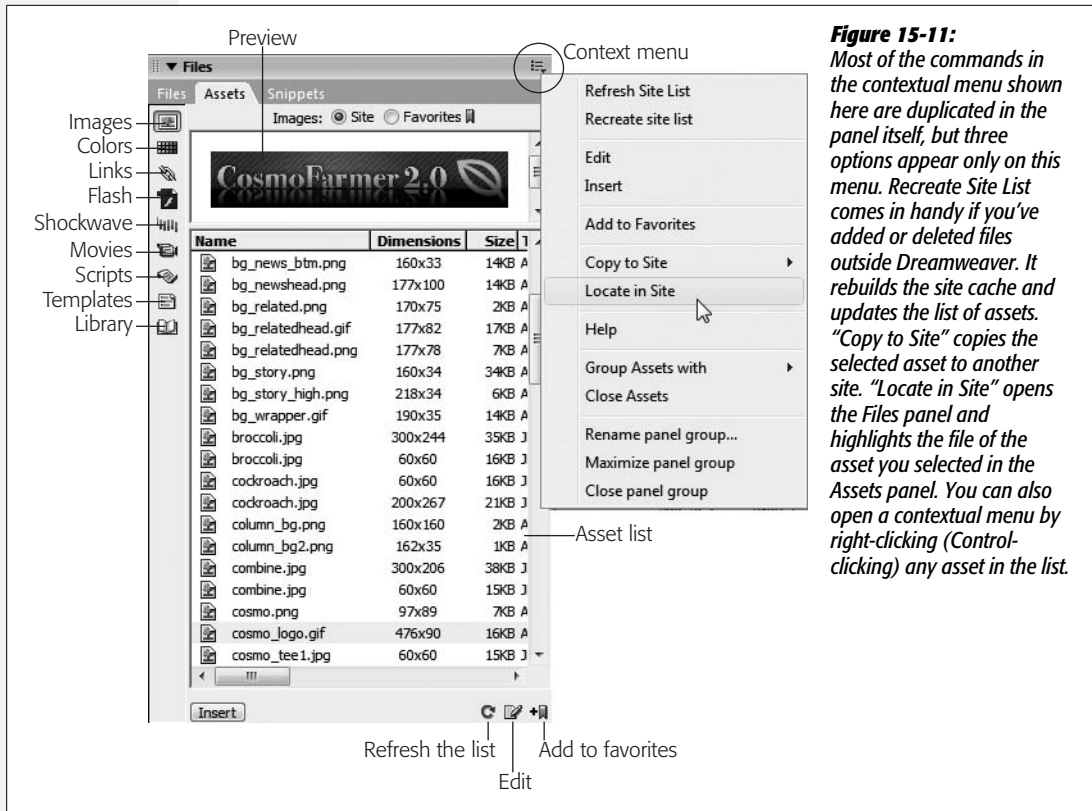 Preview
Context menu
Files
Files Assets Snippets
Images: Site Favorites
CosmoFarmer 2.0
Images
Colors
Links
Flash
Shockwave
Movies
Scripts
Templates
Library
Name Dimensions Size T
bg_news_btm.png 160x33 14KB A
bg_newshead.png 177x100 14KB A
bg_related.png 170x75 2KB A
bg_relatedhead.gif 177x82 17KB A
bg_relatedhead.png 177x78 7KB A
bg_story.png 160x34 34KB A
bg_story_high.png 218x34 6KB A
bg_wrapper.gif 190x35 14KB A
broccoli.jpg 300x244 35KB J
broccoli.jpg 60x60 16KB J
cockroach.jpg 60x60 16KB J
cockroach.jpg 200x267 21KB J
column_bg.png 160x160 2KB A
column_bg2.png 162x35 1KB A
combine.jpg 300x206 38KB J
combine.jpg 60x60 15KB J
cosmo.png 97x89 7KB A
cosmo_logo.gif 476x90 16KB A
cosmo_tee1.jpg 60x60 15KB J
Insert
Refresh the list
Edit
Add to favorites
Asset list
Refresh Site List
Recreate site list
Edit
Insert
Add to Favorites
Copy to Site
Locate in Site
Help
Group Assets with
Close Assets
Rename panel group...
Maximize panel group
Close panel group
Figure 15-11:
Most of the commands in
the contextual menu shown
here are duplicated in the
panel itself, but three
options appear only on this
menu. Recreate Site List
comes in handy if you've
added or deleted files
outside Dreamweaver. It
rebuilds the site cache and
updates the list of assets.
"Copy to Site" copies the
selected asset to another
site. "Locate in Site" opens
the Files panel and
highlights the file of the
asset you selected in the
Assets panel. You can also
open a contextual menu by
right-clicking (Control-
clicking) any asset in the list.